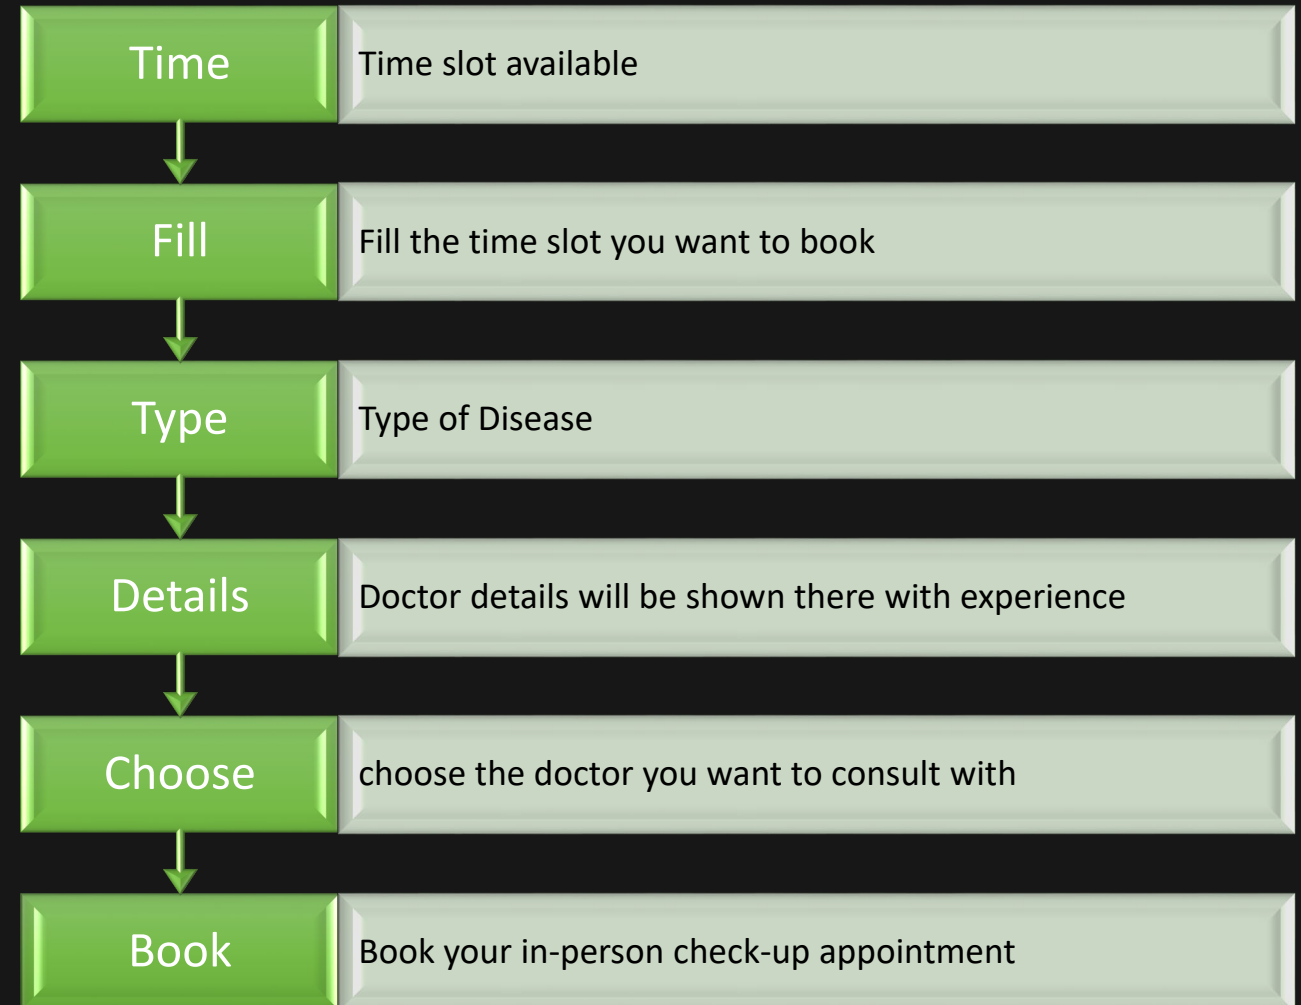 Time
Time slot available
Fill
Fill the time slot you want to book
Type
Type of Disease
Details
Doctor details will be shown there with experience
Choose
choose the doctor you want to consult with
Book
Book your in-person check-up appointment